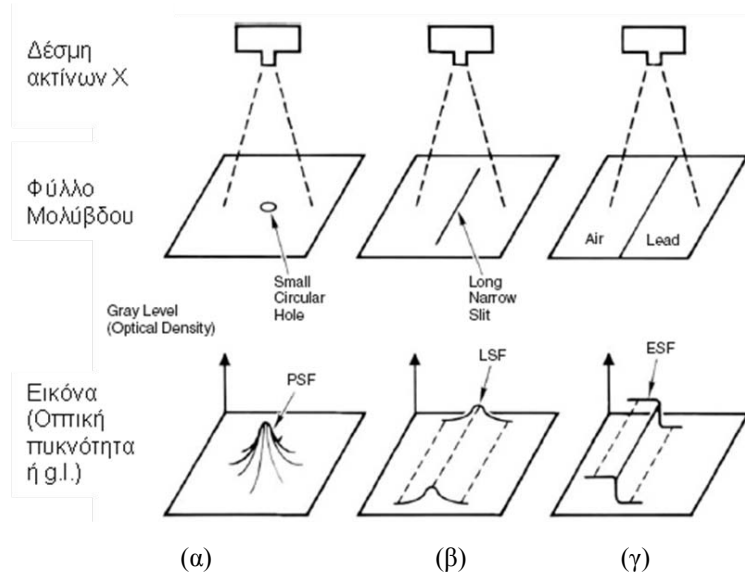 Δέσμη
ακτίνων Χ
Φύλλο
Μολύβδου
Small
Circular
Hole
Long
Narrow
Slit
Air
Lead
Gray Level
(Optical Density)
Εικόνα
(Οπτική
πυκνότητα
ή g.l.)
PSF
LSF
ESF
(α)
(β)
(γ)